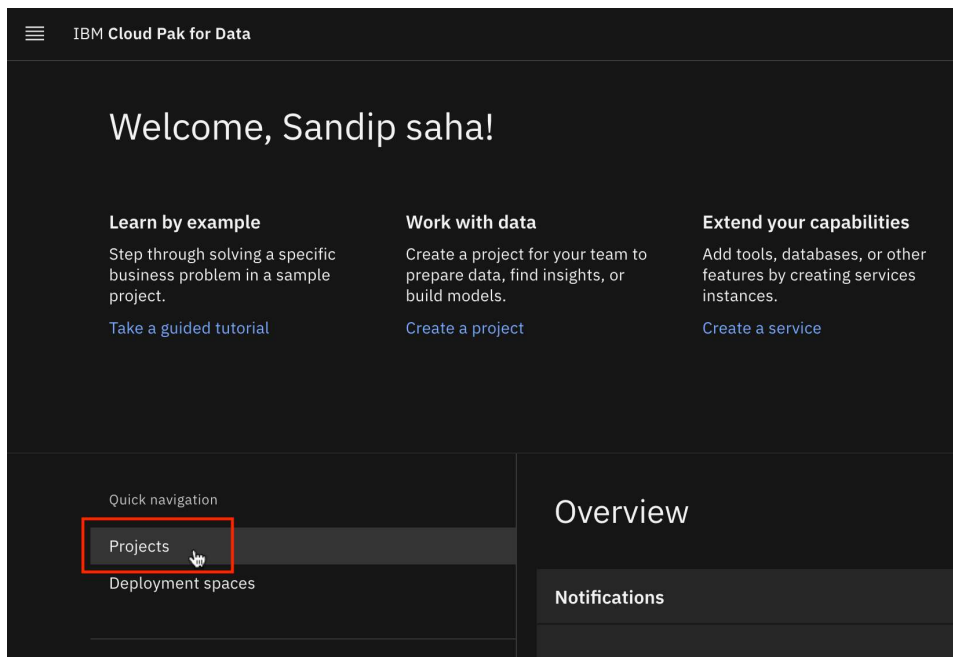 IBM Cloud Pak for Data
Welcome, Sandip saha!
Learn by example
Step through solving a specific
business problem in a sample
project.
Take a guided tutorial
Work with data
Create a project for your team to
prepare data, find insights, or
build models.
Create a project
Extend your capabilities
Add tools, databases, or other
features by creating services
instances.
Create a service
Quick navigation
Projects
Deployment spaces
Overview
Notifications